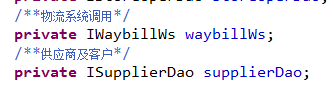 /**物流系统调用*/
private IWaybillWs waybillWs;
/**供应商及客户*/
private ISupplierDao supplierDao;